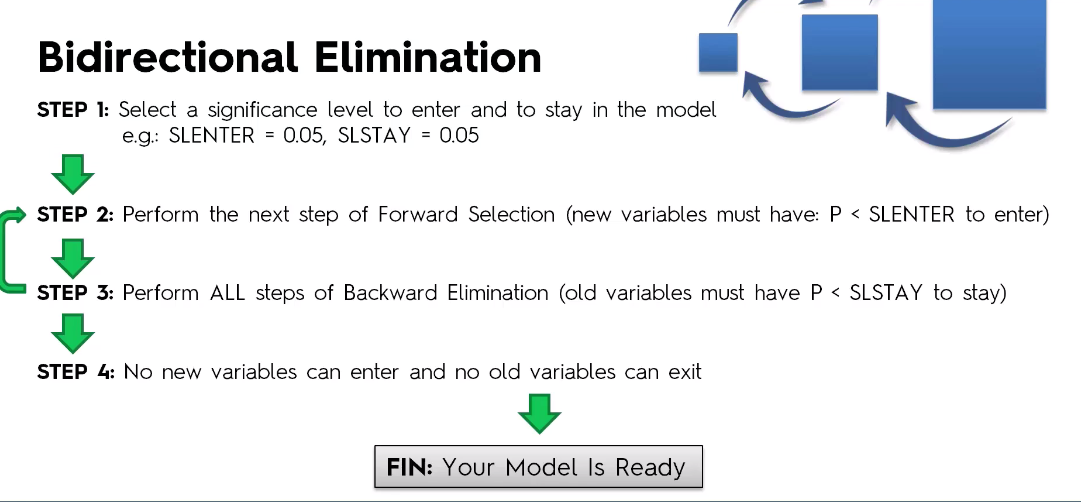 Bidirectional Elimination
STEP 1: Select a significance level to enter and to stay in the model
e.g.: SLENTER = 0.05, SLSTAY = 0.05
STEP 2: Perform the next step of Forward Selection (new variables must have: P < SLENTER to enter)
STEP 3: Perform ALL steps of Backward Elimination (old variables must have P < SLSTAY to stay)
STEP 4: No new variables can enter and no old variables can exit
FIN: Your Model Is Ready